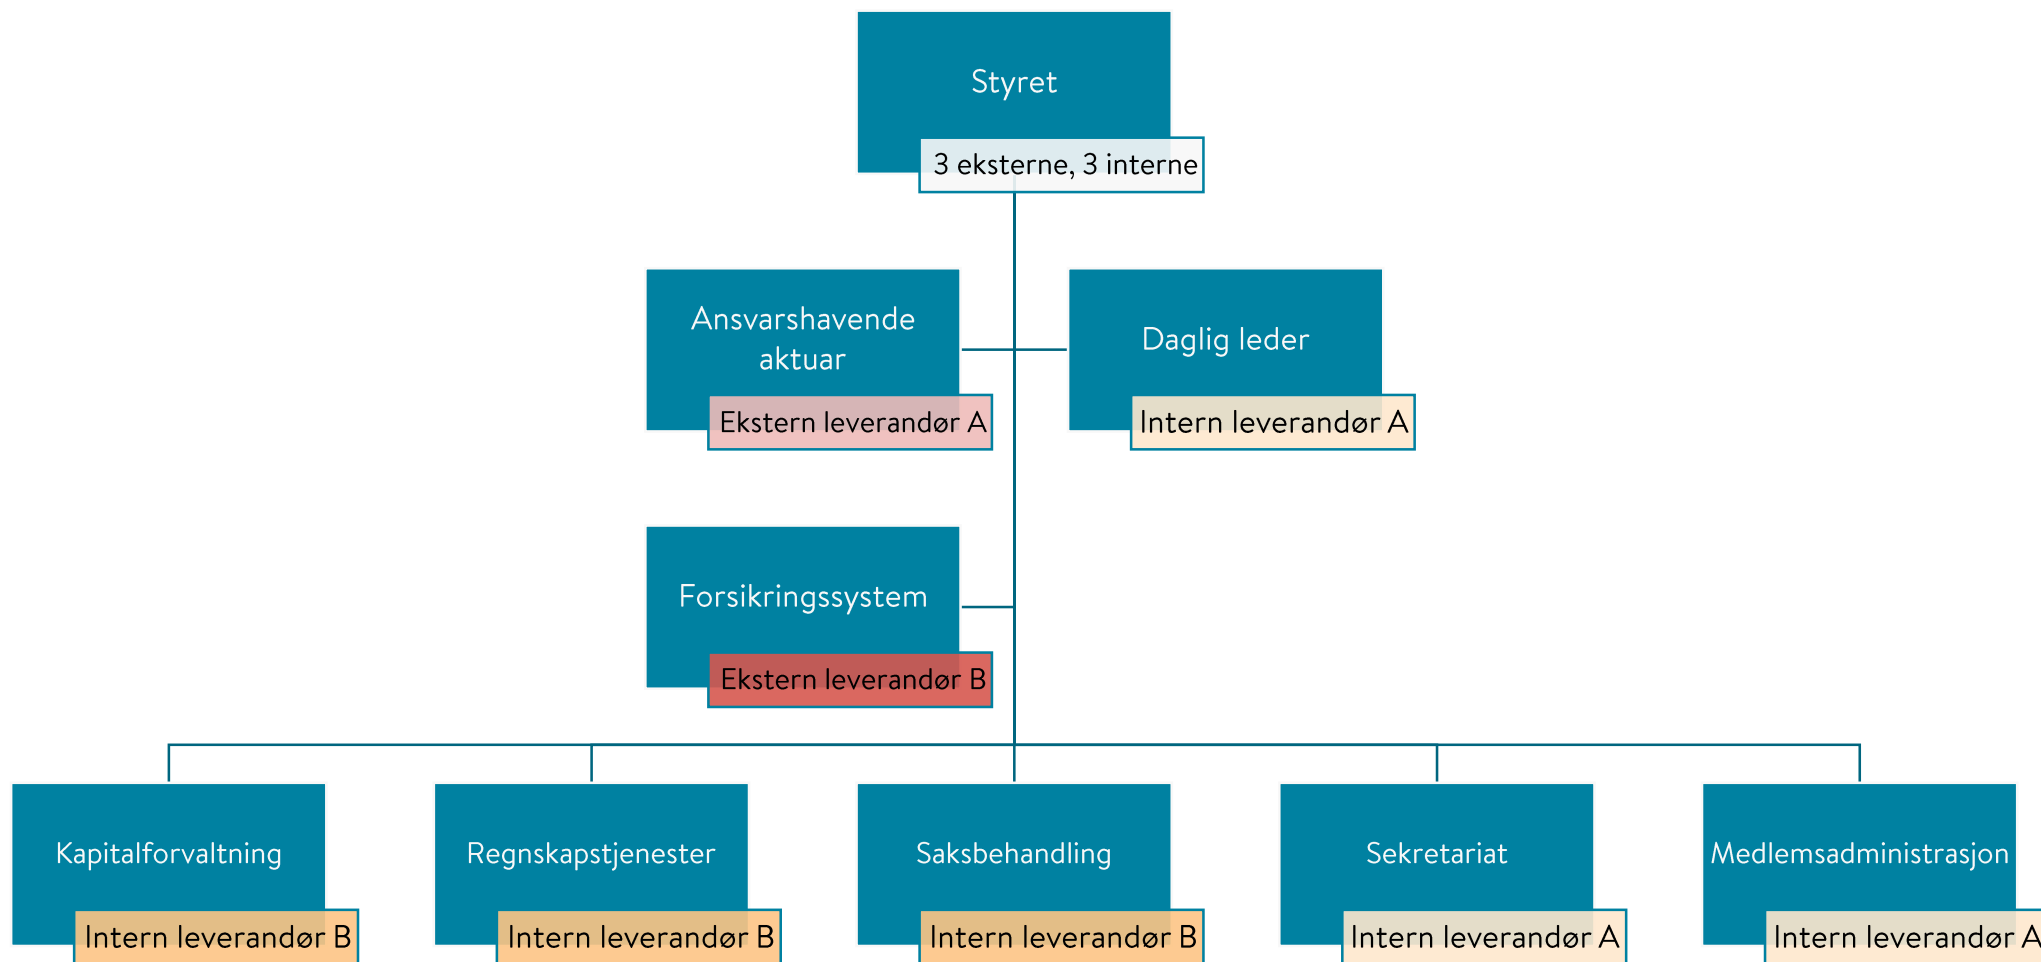 Styret
3 eksterne, 3 interne
Ansvarshavende
aktuar
Ekstern leverandør A
Daglig leder
Intern leverandør A
Forsikringssystem
Ekstern leverandør B
Kapitalforvaltning
Intern leverandør B
Regnskapstjenester
Intern leverandør B
Saksbehandling
Intern leverandør B
Sekretariat
Intern leverandør A
Medlemsadministrasjon
Intern leverandør A